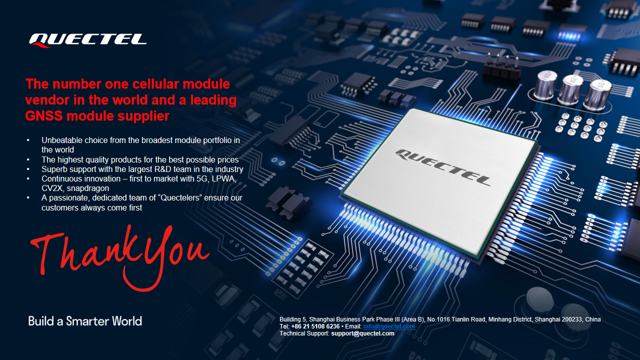 QUECTEL
The number one cellular module
vendor in the world and a leading
GNSS module supplier
• Unbeatable choice from the broadest module portfolio in
the world
• The highest quality products for the best possible prices
• Superb support with the largest R&D team in the industry
• Continuous innovation – first to market with 5G, LPWA,
CV2X, snapdragon
• A passionate, dedicated team of "Quectelers" ensure our
customers always come first
QUECTEL
Thank You
Build a Smarter World
Building 5, Shanghai Business Park Phase III (Area B), No.1016 Tianlin Road, Minhang District, Shanghai 200233, China
Tel: +86 21 5108 6236 • Email: info@quectel.com
Technical Support: support@quectel.com